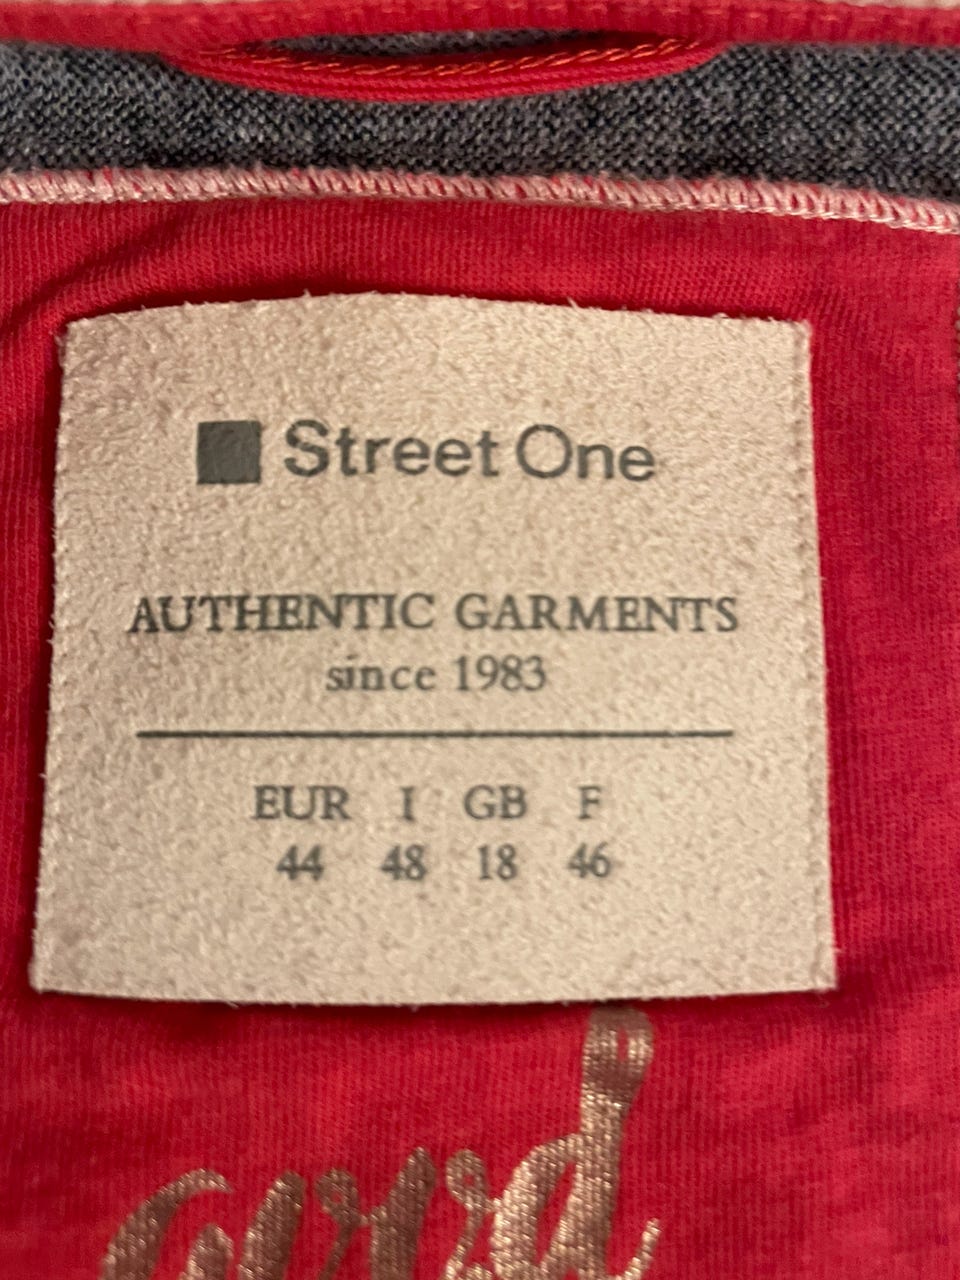 Street One
AUTHENTIC GARMENTS
since 1983
EUR I GB F
44 48 18 46